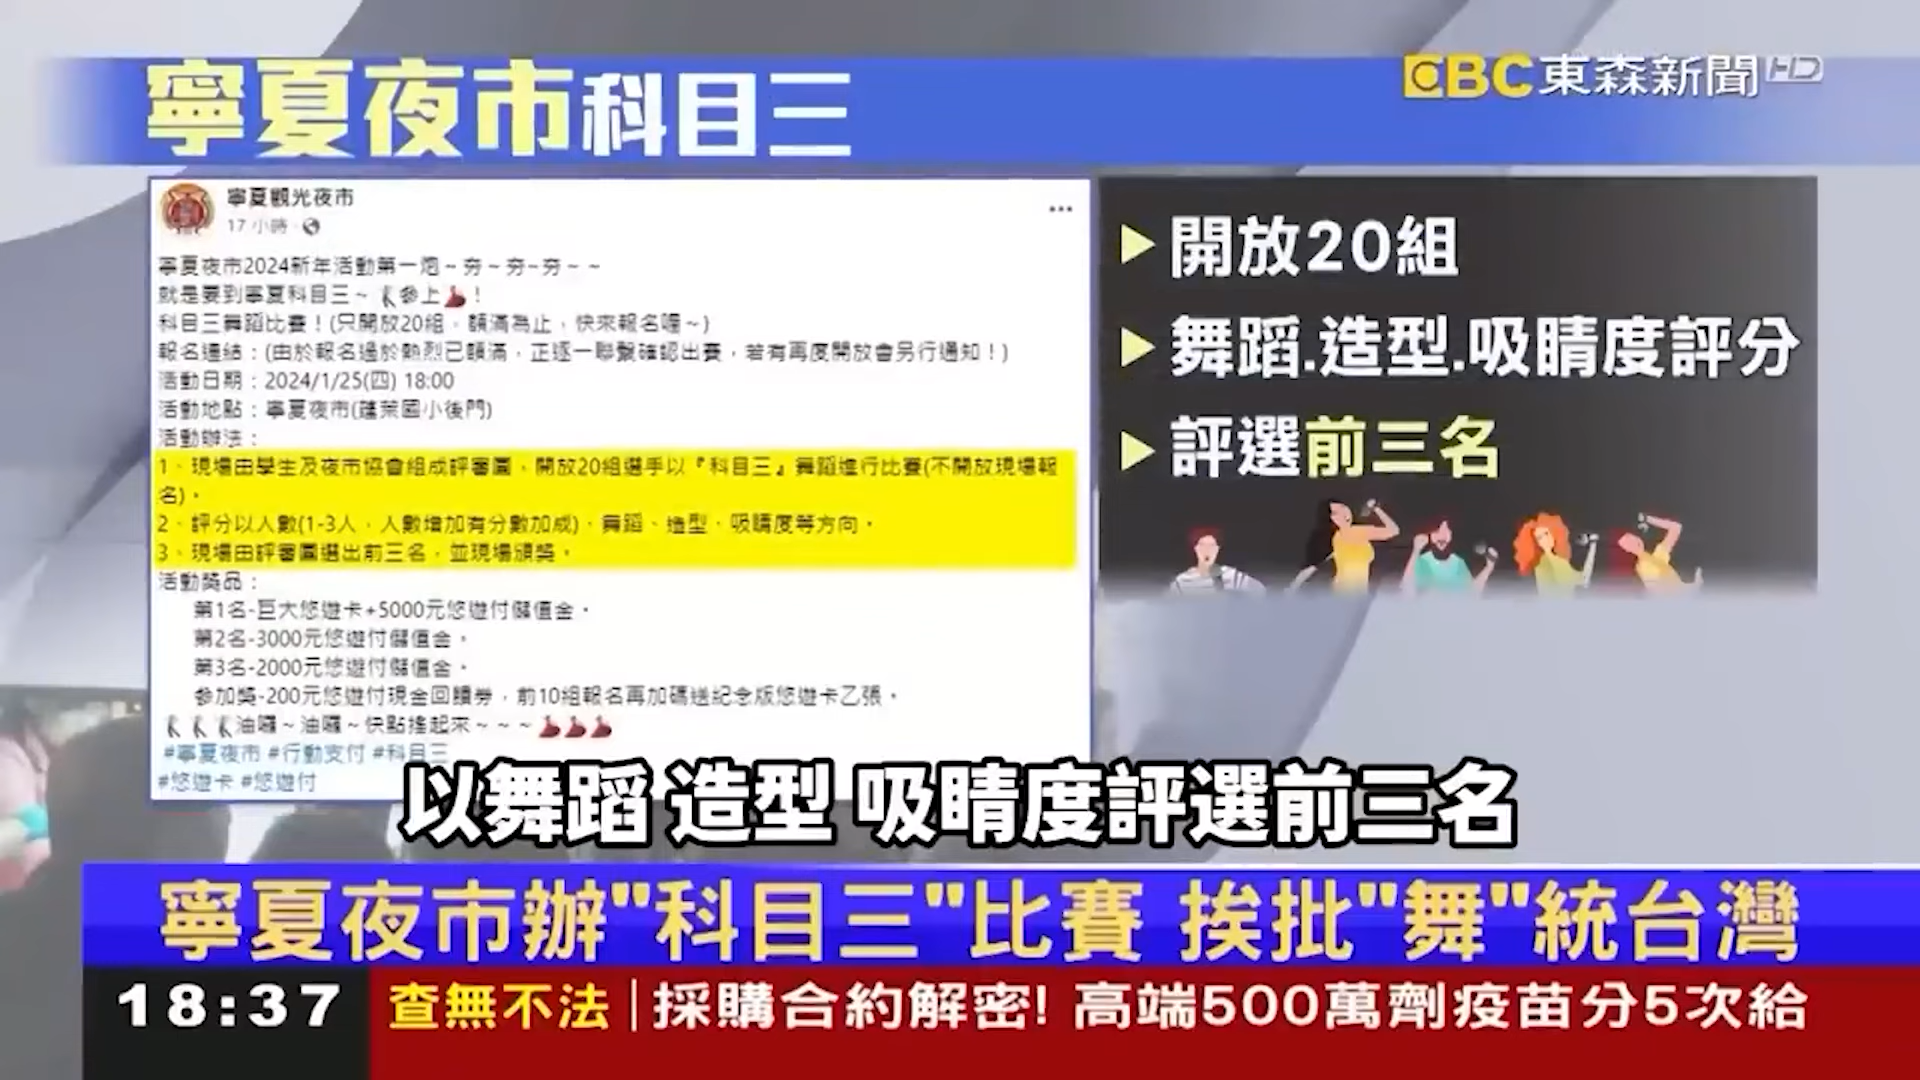 寧夏夜市科目三
EBC東森新聞HD
寧夏觀光夜市
17 小時
寧夏夜市2024新年活動第一炮~夯~夯~夯~~
就是要到寧夏科目三~參上!
科目三舞蹈比賽!(只開放20組，額滿為止，快來報名喔~)
報名連結：(由於報名過於熱烈已額滿，正逐一聯繫確認出賽，若有再度開放會另行通知！)
活動日期：2024/1/25(四) 18:00
活動地點：寧夏夜市(蓬萊國小後門)
活動辦法：
1、現場由學生及夜市協會組成評審團，開放20組選手以『科目三』舞蹈進行比賽(不開放現場報
名)。
2、評分以人數(1-3人，人數增加有分數加成)、舞蹈、造型、吸睛度等方向。
3、現場由評審團選出前三名，並現場頒獎。
活動獎品：
第1名-巨大悠遊卡+5000元悠遊付儲值金。
第2名-3000元悠遊付儲值金。
第3名-2000元悠遊付儲值金。
參加獎-200元悠遊付現金回饋券，前10組報名再加碼送紀念版悠遊卡乙張。
油囉~油囉~快點搖起來~~~
#寧夏夜市 #行動支付 #科目三
#悠遊卡 #悠遊付
開放20組
舞蹈.造型.吸睛度評分
評選前三名
以舞蹈 造型 吸睛度評選前三名
寧夏夜市辦"科目三"比賽 挨批"舞"統台灣
18:37
查無不法|採購合約解密! 高端500萬劑疫苗分5次給